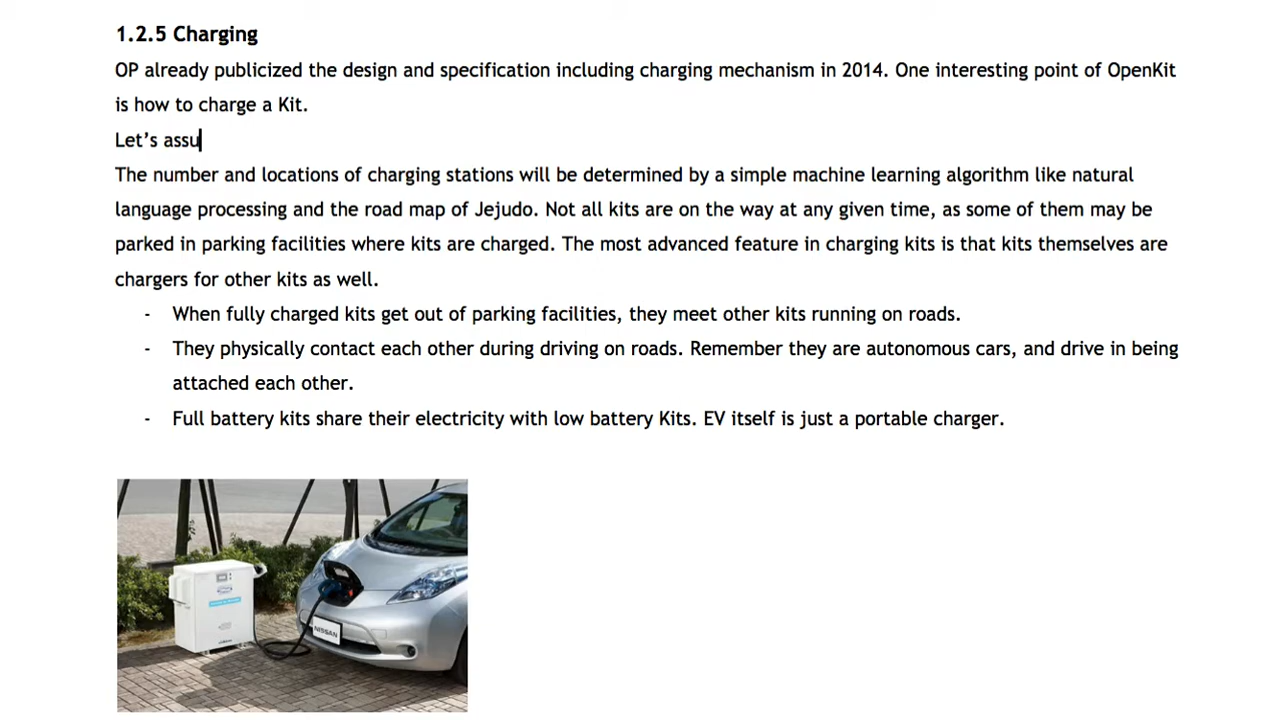 1.2.5 Charging
OP already publicized the design and specification including charging mechanism in 2014. One interesting point of OpenKit
is how to charge a Kit.
Let’s assu
The number and locations of charging stations will be determined by a simple machine learning algorithm like natural
language processing and the road map of Jejudo. Not all kits are on the way at any given time, as some of them may be
parked in parking facilities where kits are charged. The most advanced feature in charging kits is that kits themselves are
chargers for other kits as well.
- When fully charged kits get out of parking facilities, they meet other kits running on roads.
- They physically contact each other during driving on roads. Remember they are autonomous cars, and drive in being
attached each other.
- Full battery kits share their electricity with low battery Kits. EV itself is just a portable charger.
NISSAN